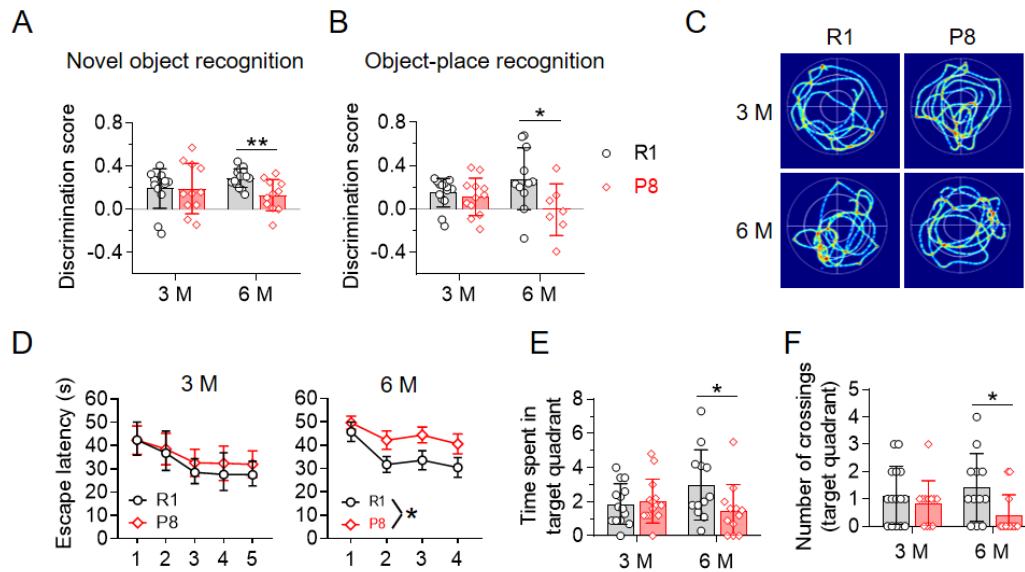 A
Novel object recognition
Discrimination score
0.8
0.4
0.0
-0.4
**
3 M
6 M
B
Object-place recognition
Discrimination score
0.8
0.4
0.0
-0.4
*
3 M
6 M
R1
P8
C
R1
P8
3 M
6 M
D
3 M
Escape latency (s)
60
50
40
30
20
10
0
R1
P8
1 2 3 4 5
6 M
60
50
40
30
20
10
0
R1
P8
*
1 2 3 4
E
Time spent in
target quadrant
8
6
4
2
0
*
3 M
6 M
F
Number of crossings
(target quadrant)
5
4
3
2
1
0
*
3 M
6 M